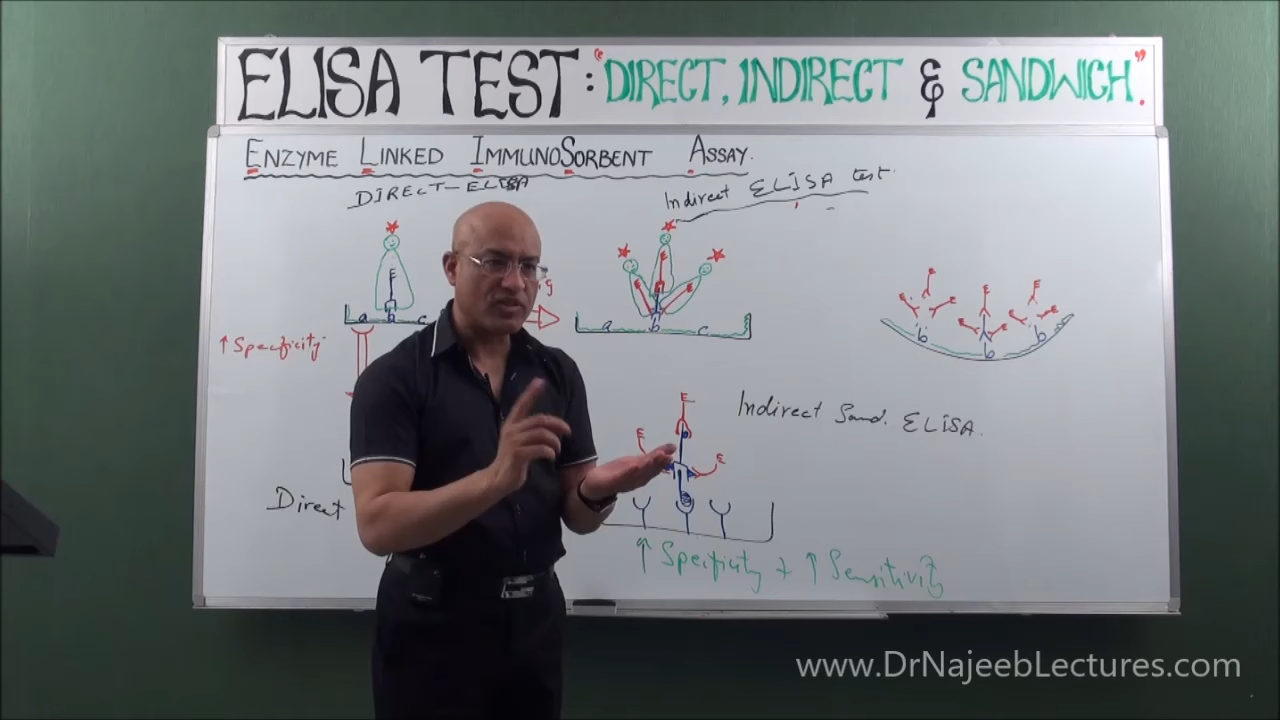 ELISA TEST: "DIRECT, INDIRECT & SANDWICH."
ENZYME LINKED IMMUNOSORBENT ASSAY.
DIRECT-ELISA
Indirect ELISA test
E
a b c
↑ Specificity
E E E
a b c
E E E E E E E E E
b b b
E
E E
Indirect Sand. ELISA.
Direct
↑ Specificity + ↑ Sensitivity
www.DrNajeebLectures.com